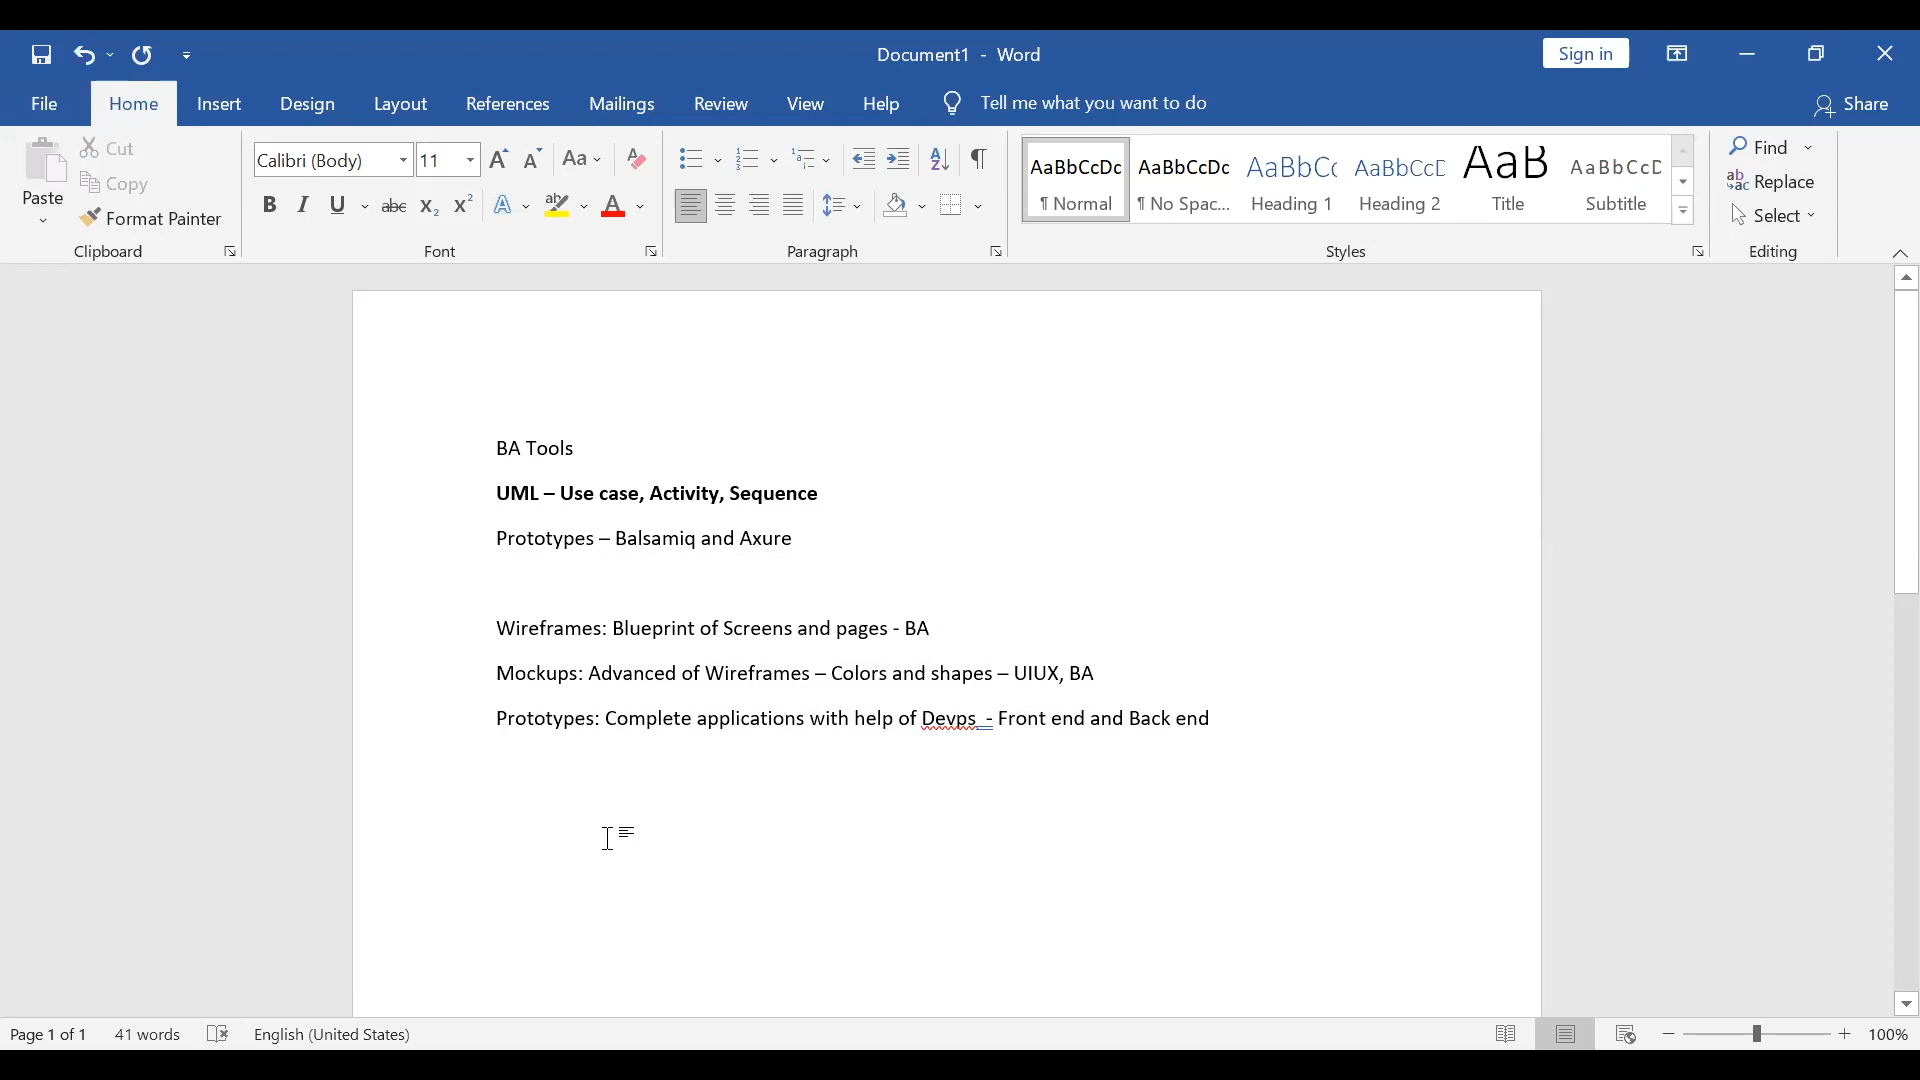 Document1 - Word
Sign in
File Home Insert Design Layout References Mailings Review View Help Tell me what you want to do Share
Paste
Cut
Copy
Format Painter
Clipboard
Calibri (Body) 11
Aa
B I U abc X₂ X² A ab A
Font
Paragraph
AaBbCcDc AaBbCcDc AaBbCc AaBbCcD AaB AaBbCcD
¶ Normal ¶ No Spac... Heading 1 Heading 2 Title Subtitle
Styles
Find
Replace
Select
Editing
BA Tools
UML – Use case, Activity, Sequence
Prototypes – Balsamiq and Axure
Wireframes: Blueprint of Screens and pages - BA
Mockups: Advanced of Wireframes – Colors and shapes – UIUX, BA
Prototypes: Complete applications with help of Devps - Front end and Back end
Page 1 of 1 41 words English (United States) 100%